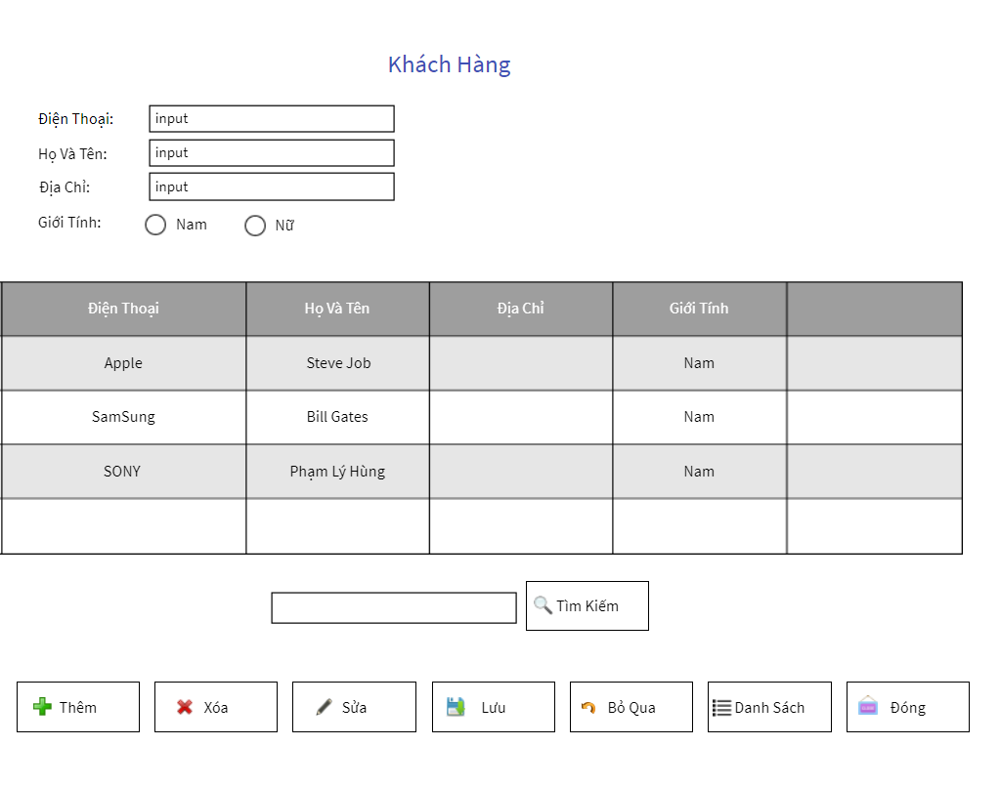 Khách Hàng
Điện Thoại: input
Họ Và Tên: input
Địa Chỉ: input
Giới Tính: Nam Nữ
Điện Thoại Họ Và Tên Địa Chỉ Giới Tính
Apple Steve Job Nam
SamSung Bill Gates Nam
SONY Phạm Lý Hùng Nam
Tìm Kiếm
Thêm Xóa Sửa Lưu Bỏ Qua Danh Sách Đóng